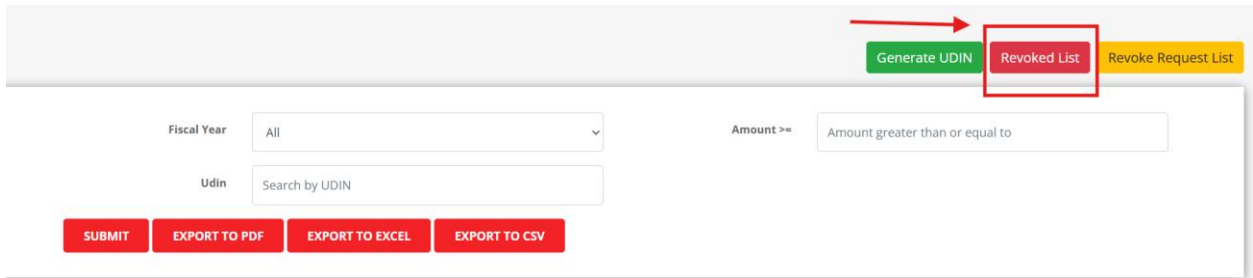 Generate UDIN Revoked List Revoke Request List
Fiscal Year All Amount >= Amount greater than or equal to
Udin Search by UDIN
SUBMIT EXPORT TO PDF EXPORT TO EXCEL EXPORT TO CSV